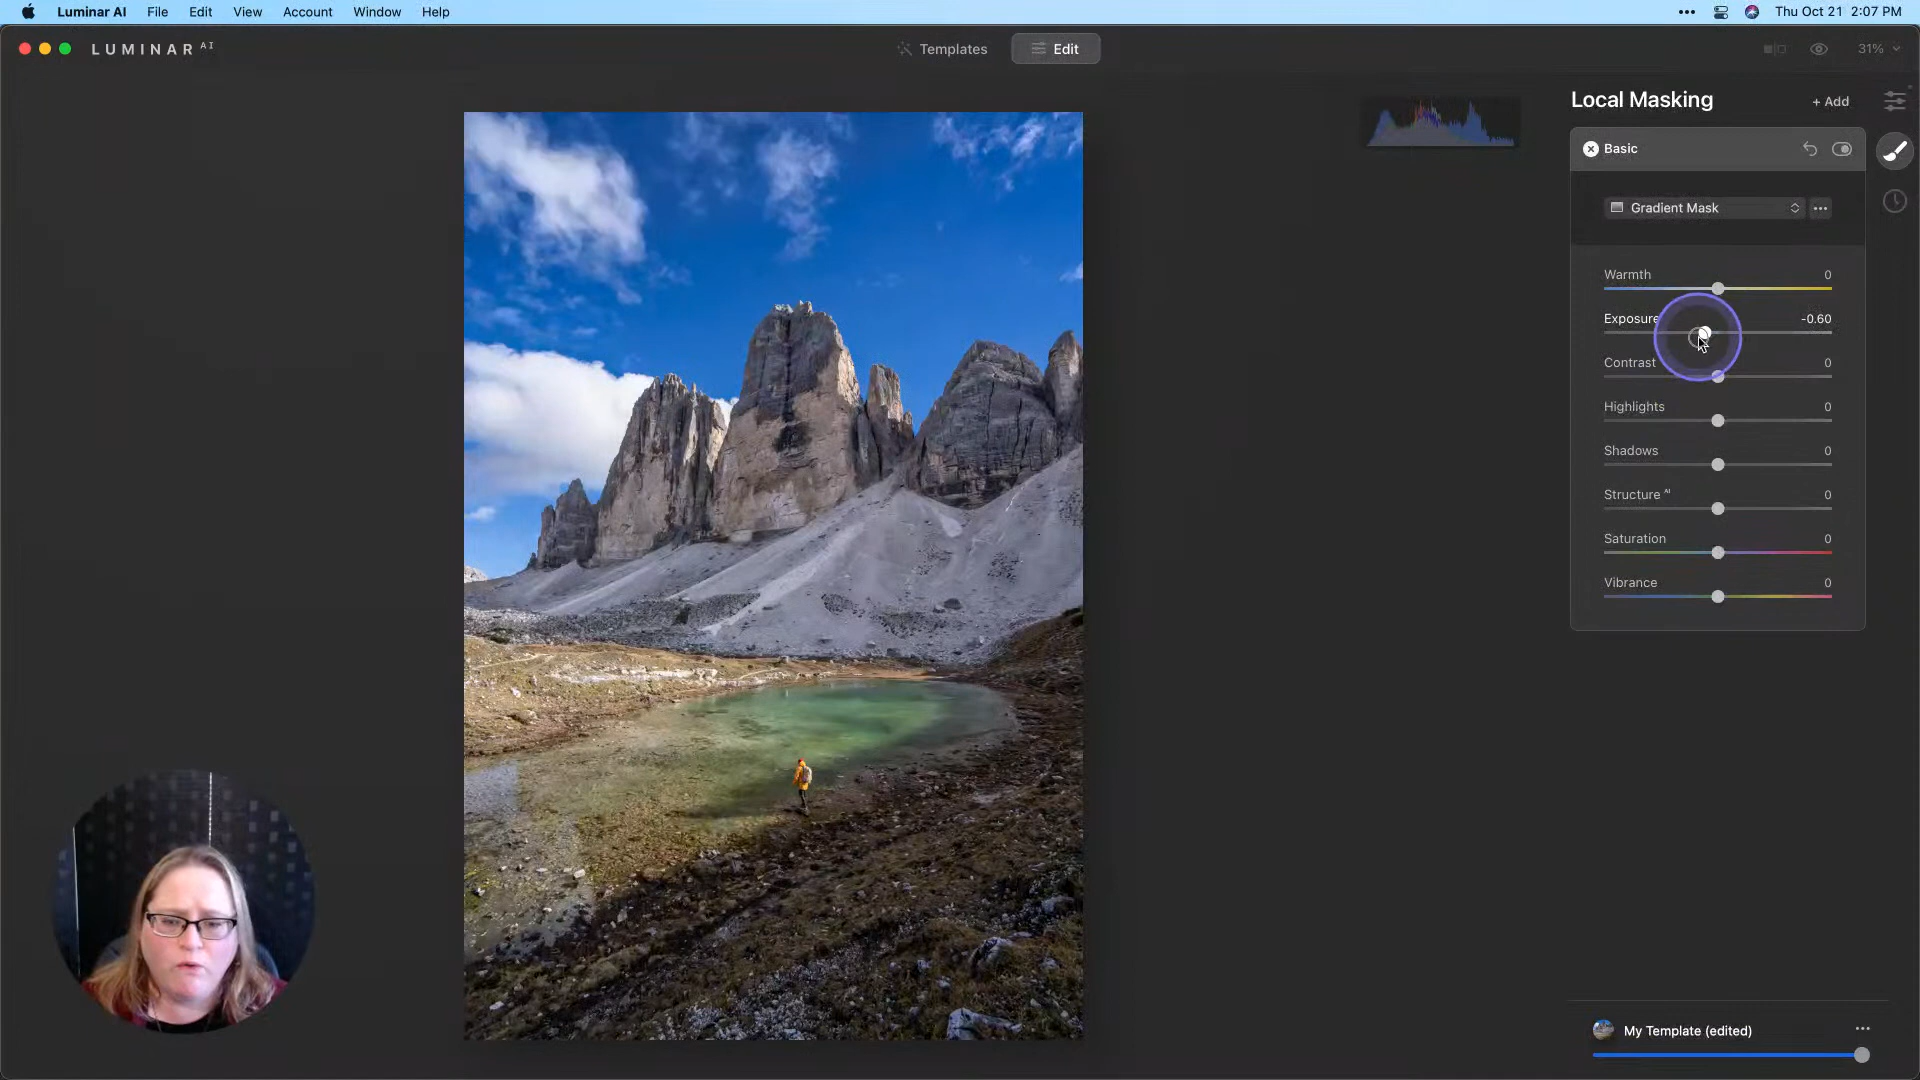 Luminar AI File Edit View Account Window Help ••• Thu Oct 21 2:07 PM
LUMINAR AI Templates Edit 31%
Local Masking + Add
Basic
Gradient Mask •••
Warmth 0
Exposure -0.60
Contrast 0
Highlights 0
Shadows 0
Structure AI 0
Saturation 0
Vibrance 0
My Template (edited) •••